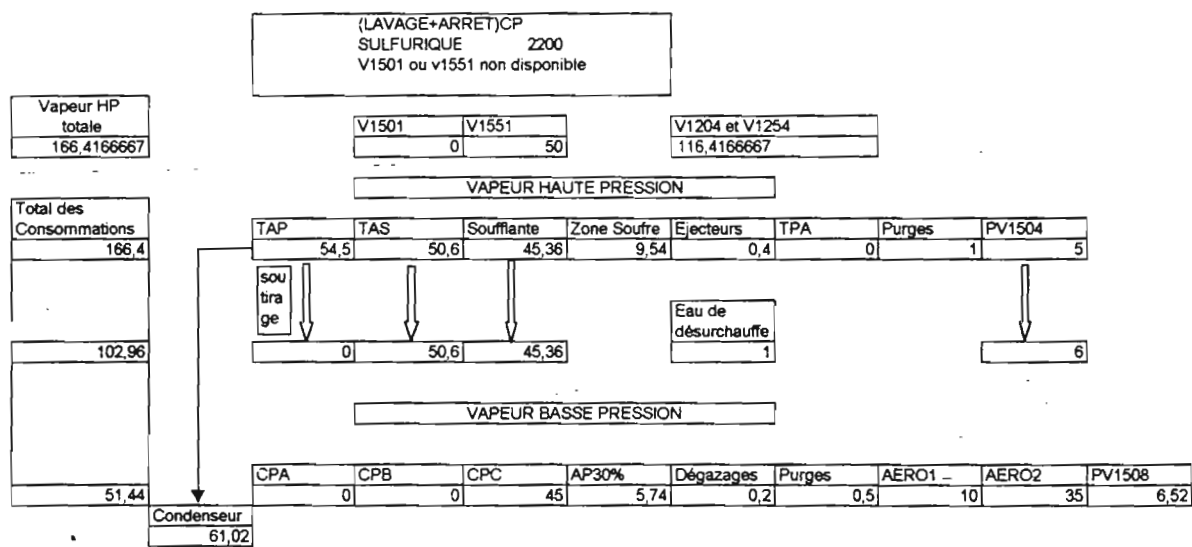 (LAVAGE+ARRET)CP
SULFURIQUE 2200
V1501 ou v1551 non disponible
Vapeur HP
totale
166,4166667
V1501 V1551 V1204 et V1254
0 50 116,4166667
VAPEUR HAUTE PRESSION
Total des
Consommations
TAP TAS Soufflante Zone Soufre Ejecteurs TPA Purges PV1504
166,4 54,5 50,6 45,36 9,54 0,4 0 1 5
sou
tira
ge
Eau de
désurchauffe
102,96 0 50,6 45,36 1 6
VAPEUR BASSE PRESSION
CPA CPB CPC AP30% Dégazages Purges AERO1 AERO2 PV1508
51,44 0 0 45 5,74 0,2 0,5 10 35 6,52
Condenseur
61,02